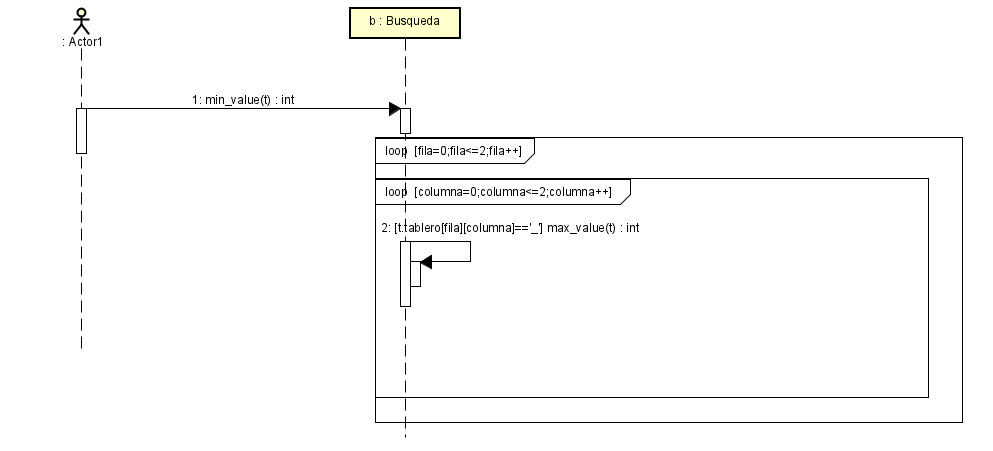 b : Busqueda
: Actor1
1: min_value(t) : int
loop [fila=0;fila<=2;fila++]
loop [columna=0;columna<=2;columna++]
2: [t.tablero[fila][columna]=='_'] max_value(t) : int